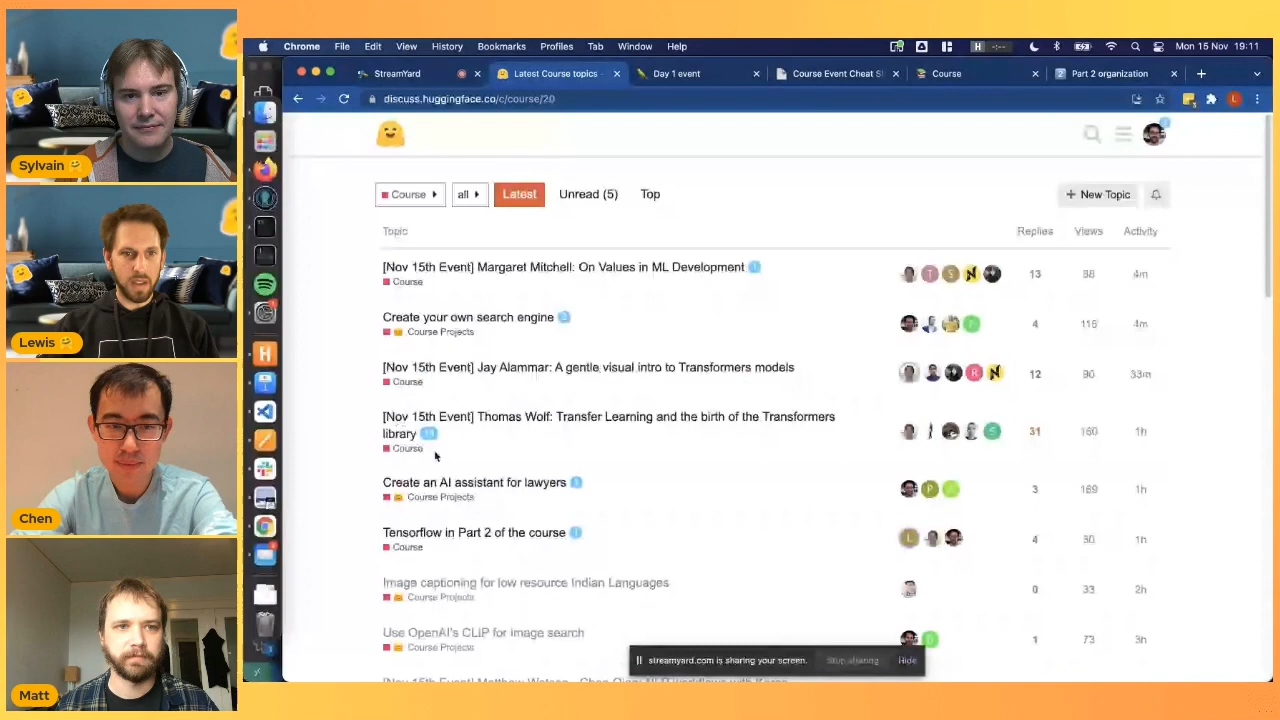 Sylvain 🤗
Lewis 🤗
Chen
Matt
Chrome File Edit View History Bookmarks Profiles Tab Window Help
Mon 15 Nov 19:11
StreamYard
Latest Course topics -
Day 1 event
Course Event Cheat S
Course
Part 2 organization
discuss.huggingface.co/c/course/20
Course
all
Latest
Unread (5)
Top
+ New Topic
Topic Replies Views Activity
[Nov 15th Event] Margaret Mitchell: On Values in ML Development
Course
13 4m
Create your own search engine
Course Projects
4 4m
[Nov 15th Event] Jay Alammar: A gentle visual intro to Transformers models
Course
12 33m
[Nov 15th Event] Thomas Wolf: Transfer Learning and the birth of the Transformers
library
Course
31 160 1h
Create an AI assistant for lawyers
Course Projects
3 169 1h
Tensorflow in Part 2 of the course
Course
4 1h
Image captioning for low resource Indian Languages
Course Projects
0 33 2h
Use OpenAI's CLiP for image search
Course Projects
1 73 3h
streamyard.com is sharing your screen.
Stop sharing
Hide